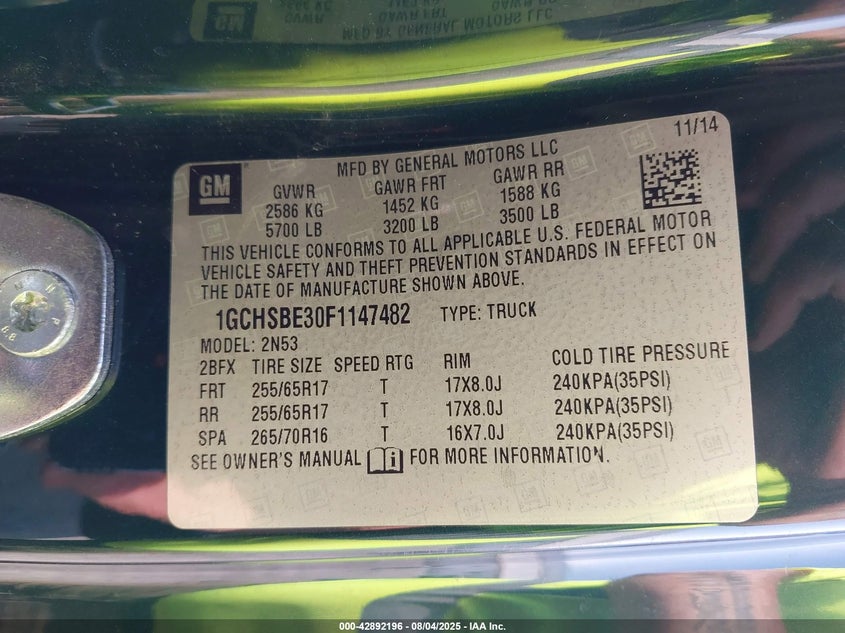 11/14
MFD BY GENERAL MOTORS LLC
GM
GVWR GAWR FRT GAWR RR
2586 KG 1452 KG 1588 KG
5700 LB 3200 LB 3500 LB
THIS VEHICLE CONFORMS TO ALL APPLICABLE U.S. FEDERAL MOTOR
VEHICLE SAFETY AND THEFT PREVENTION STANDARDS IN EFFECT ON
THE DATE OF MANUFACTURE SHOWN ABOVE.
1GCHSBE30F1147482 TYPE: TRUCK
MODEL: 2N53
2BFX TIRE SIZE SPEED RTG RIM COLD TIRE PRESSURE
FRT 255/65R17 T 17X8.0J 240KPA(35PSI)
RR 255/65R17 T 17X8.0J 240KPA(35PSI)
SPA 265/70R16 T 16X7.0J 240KPA(35PSI)
SEE OWNER'S MANUAL i FOR MORE INFORMATION.
000-42892196 - 08/04/2025 - IAA Inc.